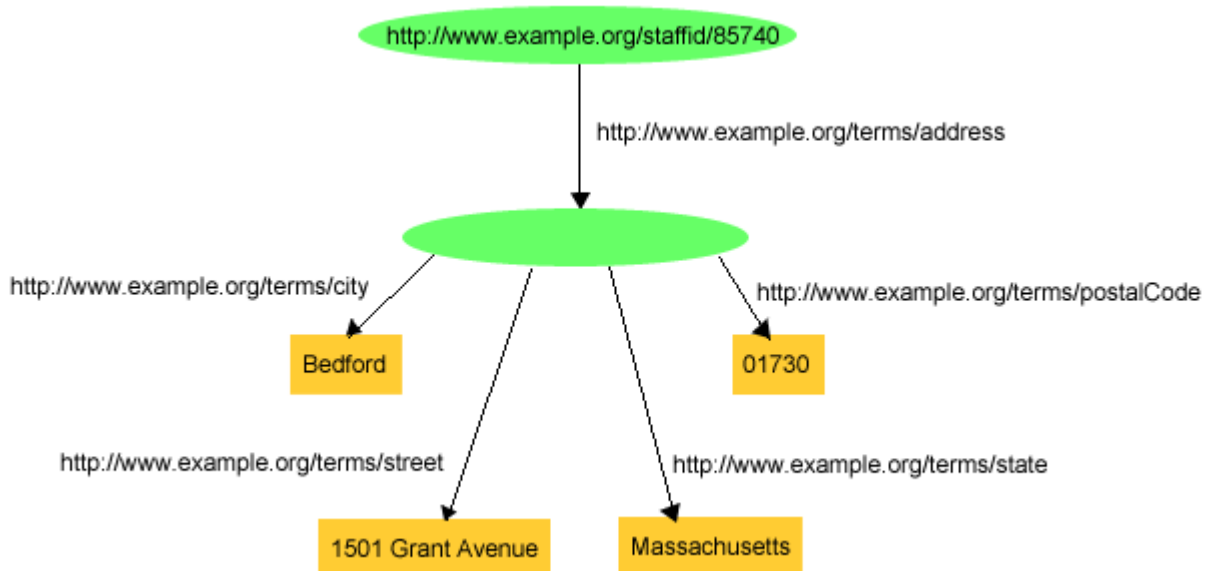 http://www.example.org/staffid/85740
http://www.example.org/terms/address
http://www.example.org/terms/city
http://www.example.org/terms/postalCode
Bedford
01730
http://www.example.org/terms/street
http://www.example.org/terms/state
1501 Grant Avenue
Massachusetts